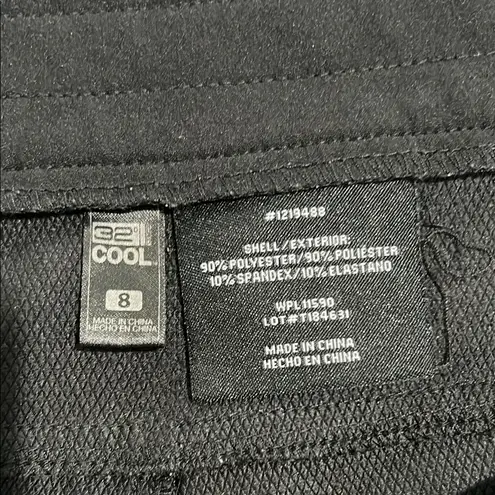 32°
COOL
8
MADE IN CHINA
HECHO EN CHINA
#1219488
SHELL/EXTERIOR:
90% POLYESTER/90% POLIÉSTER
10% SPANDEX/10% ELASTANO
WPL 11590
LOT#T184631
MADE IN CHINA
HECHO EN CHINA